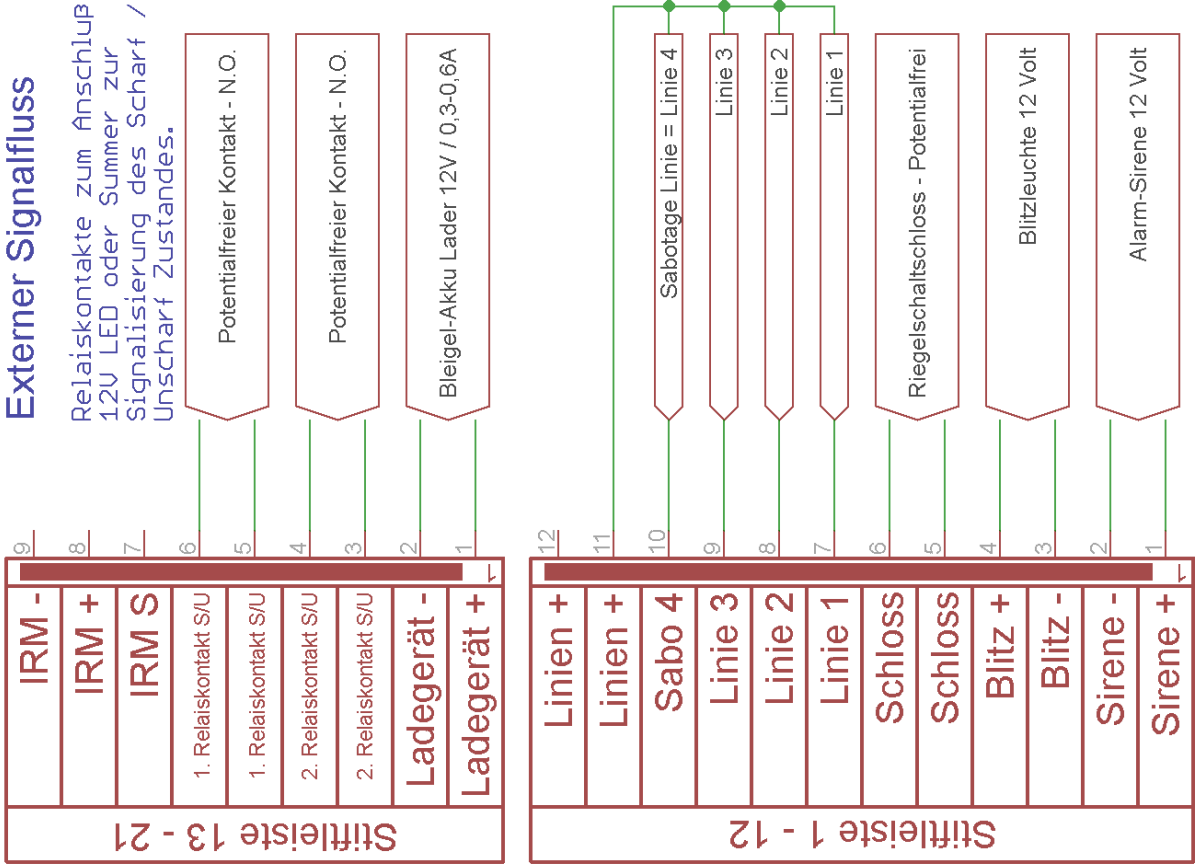 Externer Signalfluss
Relaiskontakte zum Anschluß
12V LED oder Summer zur
Signalisierung des Scharf /
Unscharf Zustandes.
Potentialfreier Kontakt - N.O.
Potentialfreier Kontakt - N.O.
Bleigel-Akku Lader 12V / 0,3-0,6A
Sabotage Linie = Linie 4
Linie 3
Linie 2
Linie 1
Riegelschaltschloss - Potentialfrei
Blitzleuchte 12 Volt
Alarm-Sirene 12 Volt
9
8
7
6
5
4
3
2
1
1
IRM -
IRM +
IRM S
1. Relaiskontakt S/U
1. Relaiskontakt S/U
2. Relaiskontakt S/U
2. Relaiskontakt S/U
Ladegerät -
Ladegerät +
Stiftleiste 13 - 21
12
11
10
9
8
7
6
5
4
3
2
1
1
Linien +
Linien +
Sabo 4
Linie 3
Linie 2
Linie 1
Schloss
Schloss
Blitz +
Blitz -
Sirene -
Sirene +
Stiftleiste 1 - 12